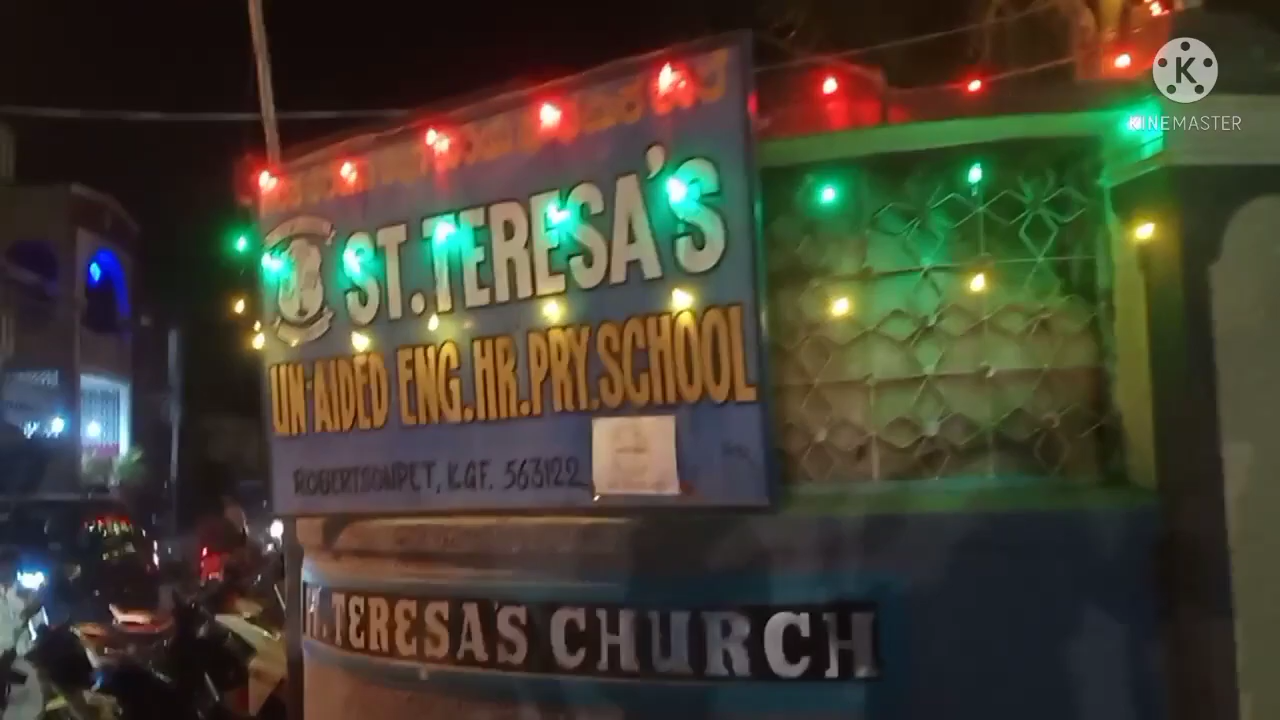 ST. TERESA'S
UN-AIDED ENG. HR. PRY. SCHOOL
ROBERTSONPET, K.G.F. 563122
TERESA'S CHURCH
K
KINEMASTER